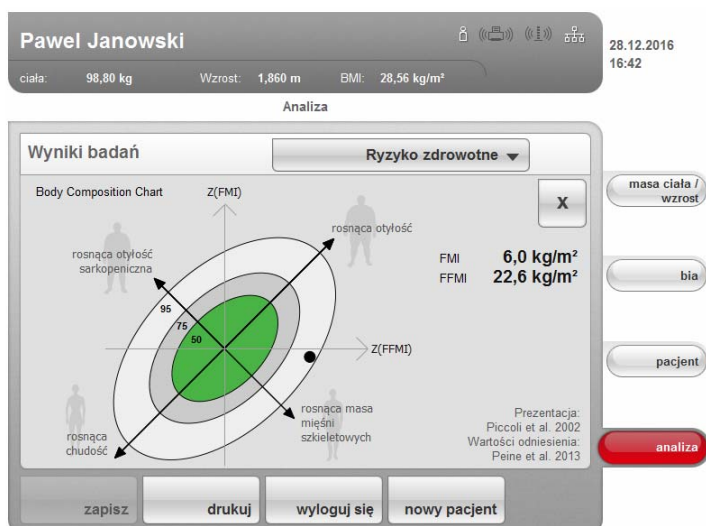 Pawel Janowski
ciała: 98,80 kg Wzrost: 1,860 m BMI: 28,56 kg/m²
28.12.2016
16:42
Analiza
Wyniki badań
Ryzyko zdrowotne
Body Composition Chart
Z(FMI)
X
masa ciała /
wzrost
rosnąca otyłość
rosnąca otyłość
sarkopeniczna
FMI 6,0 kg/m²
FFMI 22,6 kg/m²
bia
95
75
50
Z(FFMI)
pacjent
rosnąca masa
mięśni
szkieletowych
rosnąca
chudość
Prezentacja:
Piccoli et al. 2002
Wartości odniesienia:
Peine et al. 2013
analiza
zapisz
drukuj
wyloguj się
nowy pacjent